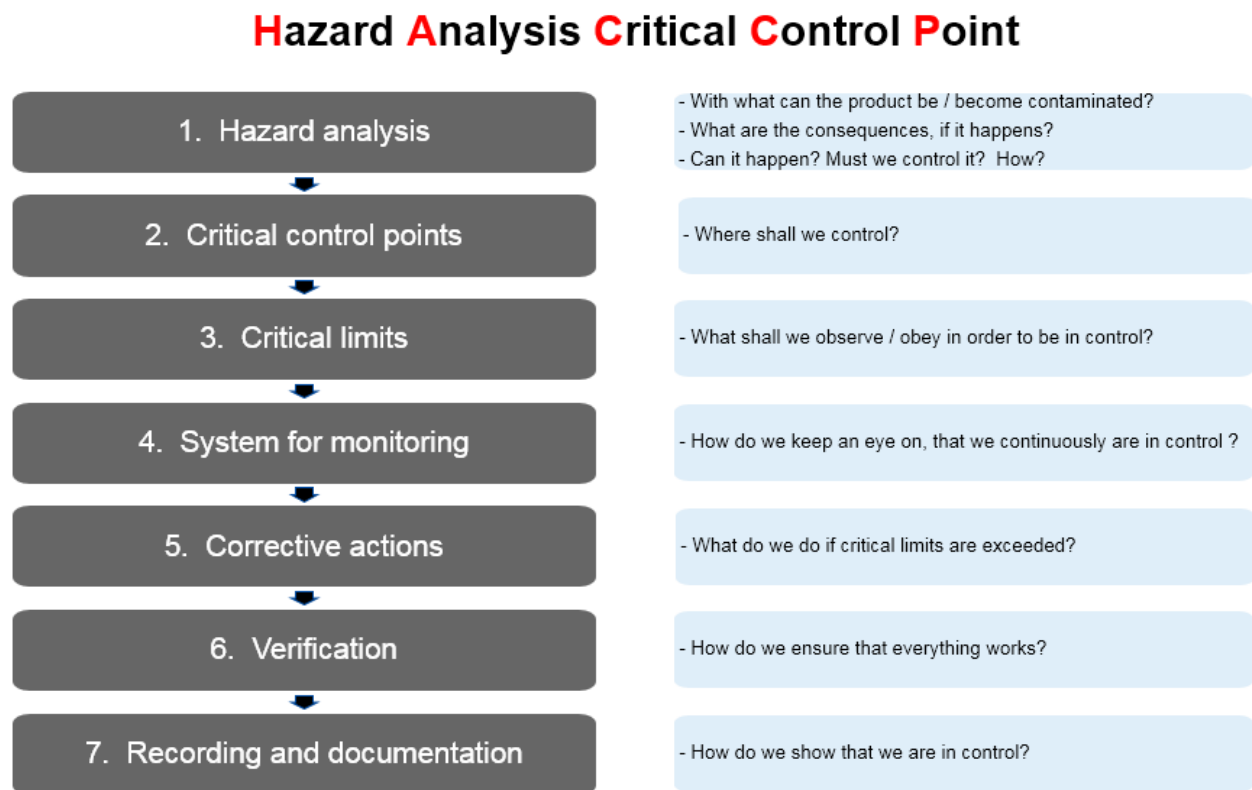 Hazard Analysis Critical Control Point
1. Hazard analysis
- With what can the product be / become contaminated?
- What are the consequences, if it happens?
- Can it happen? Must we control it? How?
2. Critical control points
- Where shall we control?
3. Critical limits
- What shall we observe / obey in order to be in control?
4. System for monitoring
- How do we keep an eye on, that we continuously are in control ?
5. Corrective actions
- What do we do if critical limits are exceeded?
6. Verification
- How do we ensure that everything works?
7. Recording and documentation
- How do we show that we are in control?